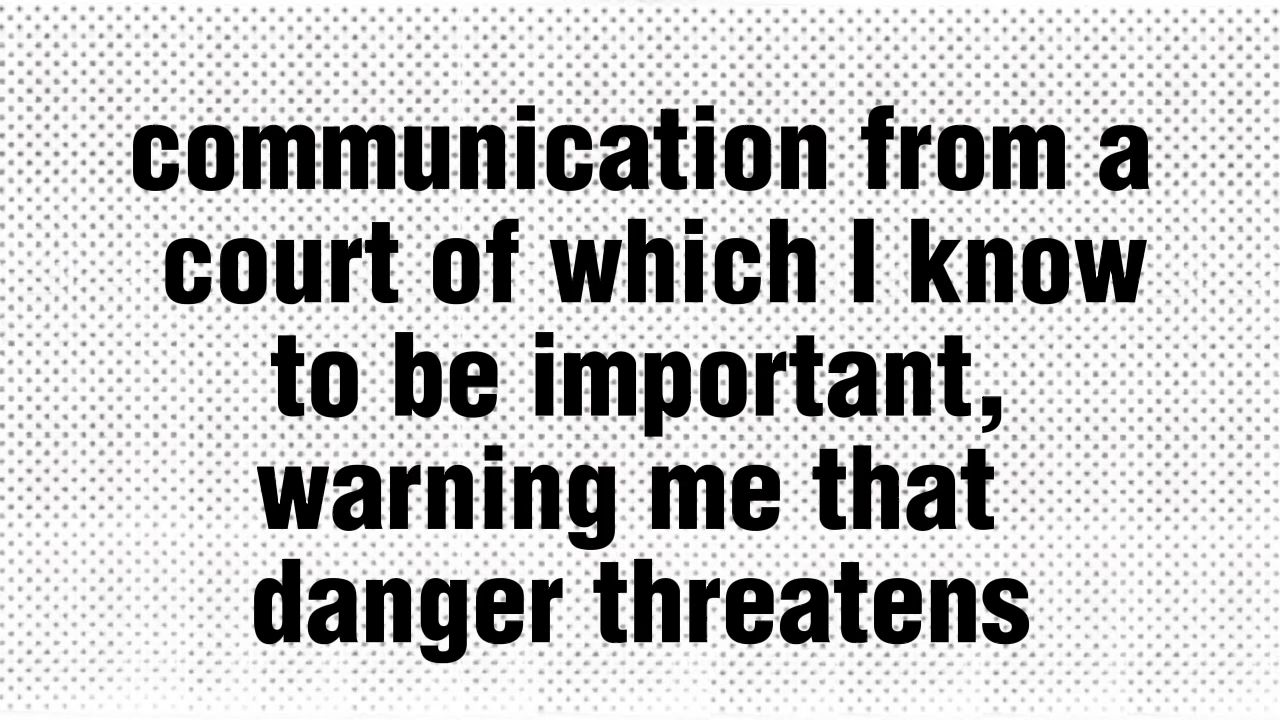 communication from a
court of which I know
to be important,
warning me that
danger threatens